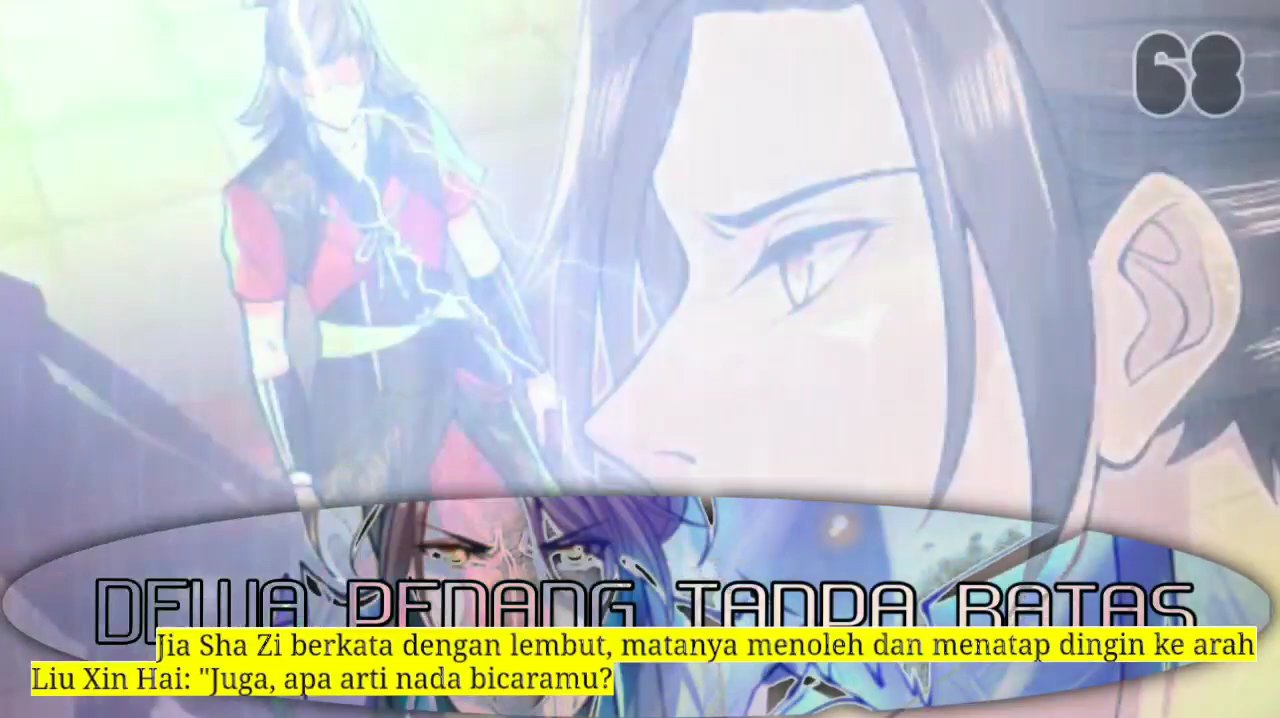 68
DEWA PEDANG TANPA BATAS
Jia Sha Zi berkata dengan lembut, matanya menoleh dan menatap dingin ke arah
Liu Xin Hai: "Juga, apa arti nada bicaramu?